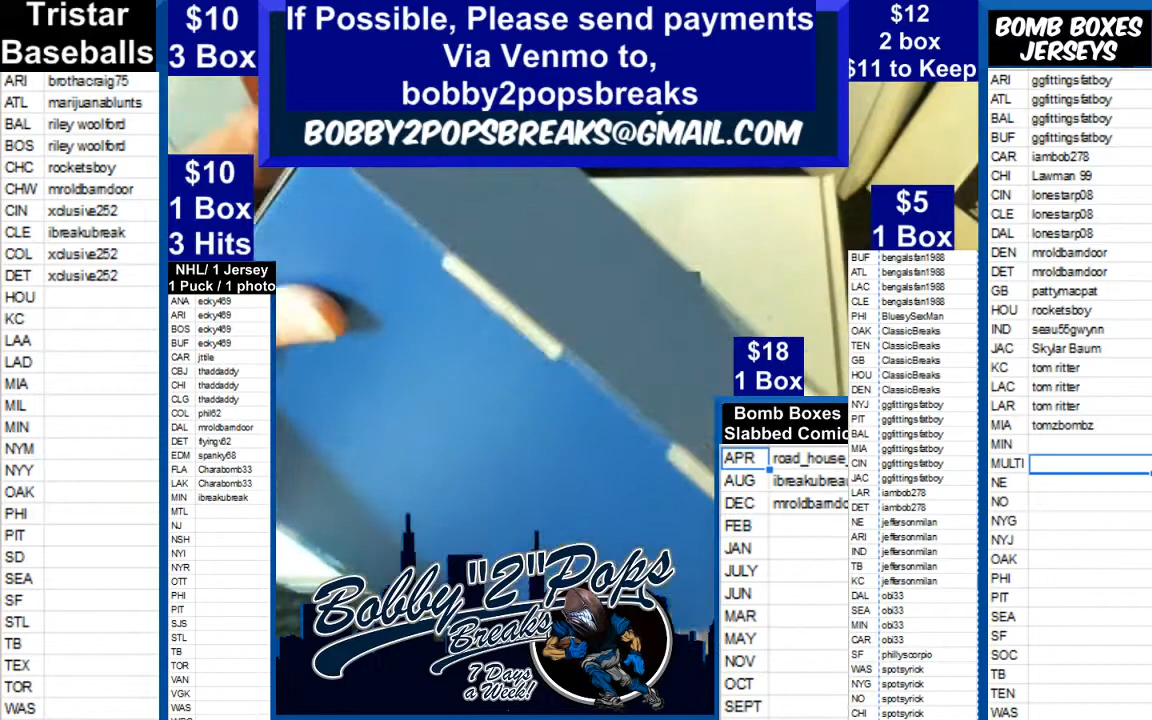 Tristar
Baseballs
ARI brothacraig75
ATL marijuanablunts
BAL riley woolford
BOS riley woolford
CHC rocketsboy
CHW mroldbarndoor
CIN xclusive252
CLE ibreakubreak
COL xclusive252
DET xclusive252
HOU
KC
LAA
LAD
MIA
MIL
MIN
NYM
NYY
OAK
PHI
PIT
SD
SEA
SF
STL
TB
TEX
TOR
WAS
$10
3 Box
$10
1 Box
3 Hits
NHL/ 1 Jersey
1 Puck / 1 photo
ANA ecky469
ARI ecky469
BOS ecky469
BUF ecky469
CAR jttile
CBJ thaddaddy
CHI thaddaddy
CLG thaddaddy
COL phil62
DAL mroldbarndoor
DET flyingv82
EDM spanky68
FLA Charabomb33
LAK Charabomb33
MIN ibreakubreak
MTL
NJ
NSH
NYI
NYR
OTT
PHI
PIT
SJS
STL
TB
TOR
VAN
VGK
WAS
If Possible, Please send payments
Via Venmo to,
bobby2popsbreaks
BOBBY2POPSBREAKS@GMAIL.COM
Bobby "2" Pops
Breaks
7 Days
a Week!
$18
1 Box
Bomb Boxes
Slabbed Comic
APR road_house_
AUG ibreakubrea
DEC mroldbarndo
FEB
JAN
JULY
JUN
MAR
MAY
NOV
OCT
SEPT
$12
2 box
$11 to Keep
$5
1 Box
BUF bengalsfan1988
ATL bengalsfan1988
LAC bengalsfan1988
CLE bengalsfan1988
PHI BluesySexMan
OAK ClassicBreaks
TEN ClassicBreaks
GB ClassicBreaks
HOU ClassicBreaks
DEN ClassicBreaks
NYJ ggfittingsfatboy
PIT ggfittingsfatboy
BAL ggfittingsfatboy
MIA ggfittingsfatboy
CIN ggfittingsfatboy
JAC ggfittingsfatboy
LAR iambob278
DET iambob278
NE jeffersonmilan
ARI jeffersonmilan
IND jeffersonmilan
TB jeffersonmilan
KC jeffersonmilan
DAL obi33
SEA obi33
MIN obi33
CAR obi33
SF phillyscorpio
WAS spotsyrick
NYG spotsyrick
NO spotsyrick
CHI spotsyrick
BOMB BOXES
JERSEYS
ARI ggfittingsfatboy
ATL ggfittingsfatboy
BAL ggfittingsfatboy
BUF ggfittingsfatboy
CAR iambob278
CHI Lawman 99
CIN lonestarp08
CLE lonestarp08
DAL lonestarp08
DEN mroldbarndoor
DET mroldbarndoor
GB pattymacpat
HOU rocketsboy
IND seau55gwynn
JAC Skylar Baum
KC tom ritter
LAC tom ritter
LAR tom ritter
MIA tomzbombz
MIN
MULTI
NE
NO
NYG
NYJ
OAK
PHI
PIT
SEA
SF
SOC
TB
TEN
WAS